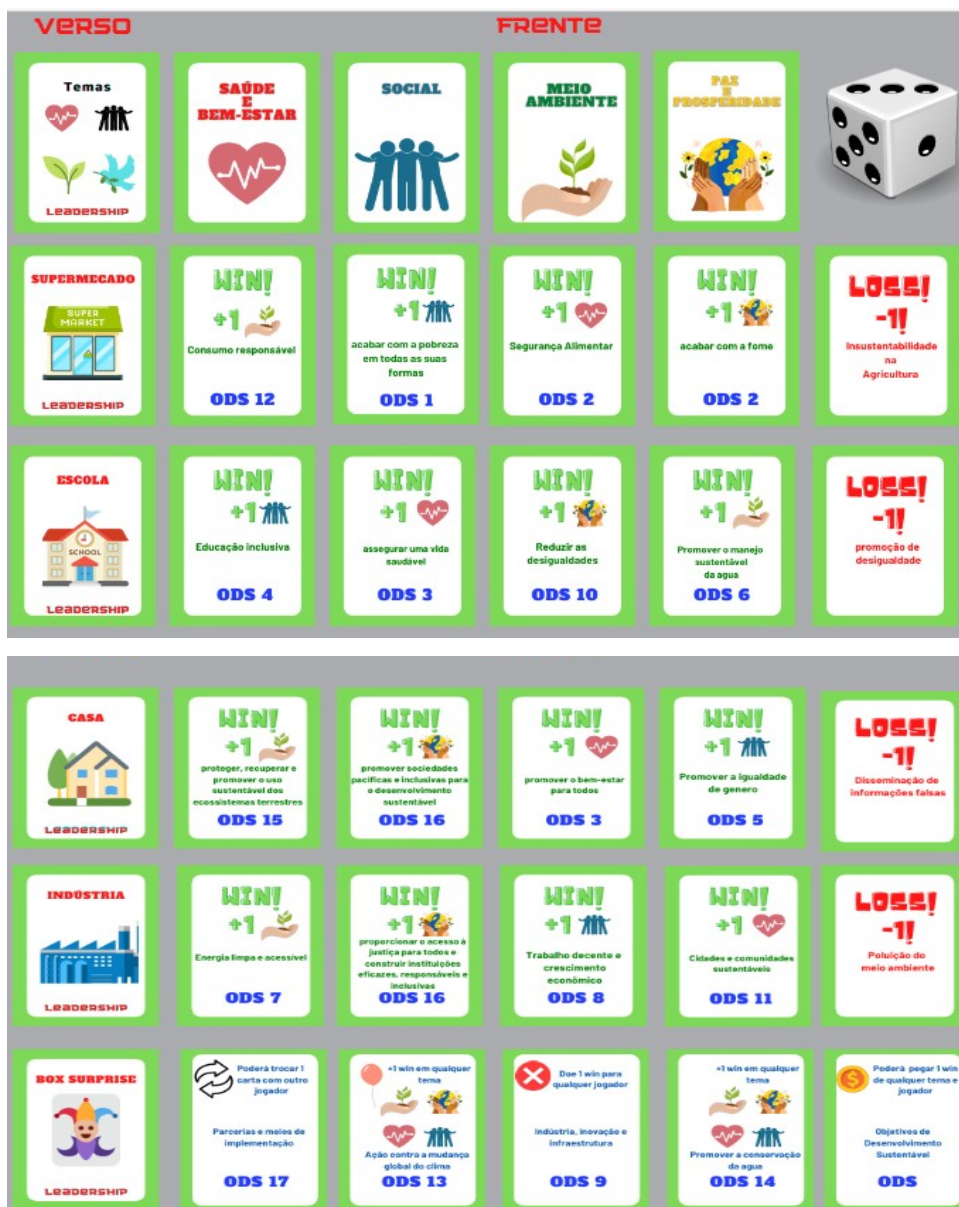 VERSO
FRENTE
Temas
LEADERSHIP
SAÚDE
E
BEM-ESTAR
SOCIAL
MEIO
AMBIENTE
PAZ
E
PROSPERIDADE
SUPERMECADO
SUPER
MARKET
LEADERSHIP
WIN!
+1
Consumo responsável
ODS 12
WIN!
+1
acabar com a pobreza
em todas as suas
formas
ODS 1
WIN!
+1
Segurança Alimentar
ODS 2
WIN!
+1
acabar com a fome
ODS 2
LOSS!
-1!
Insustentabilidade
na
Agricultura
ESCOLA
SCHOOL
LEADERSHIP
WIN!
+1
Educação inclusiva
ODS 4
WIN!
+1
assegurar uma vida
saudável
ODS 3
WIN!
+1
Reduzir as
desigualdades
ODS 10
WIN!
+1
Promover o manejo
sustentável
da agua
ODS 6
LOSS!
-1!
promoção de
desigualdade
CASA
LEADERSHIP
WIN!
+1
proteger, recuperar e
promover o uso
sustentável dos
ecossistemas terrestres
ODS 15
WIN!
+1
promover sociedades
pacíficas e inclusivas para
o desenvolvimento
sustentável
ODS 16
WIN!
+1
promover o bem-estar
para todos
ODS 3
WIN!
+1
Promover a igualdade
de genero
ODS 5
LOSS!
-1!
Disseminação de
informações falsas
INDÚSTRIA
LEADERSHIP
WIN!
+1
Energia limpa e acessível
ODS 7
WIN!
+1
proporcionar o acesso à
justiça para todos e
construir instituições
eficazes, responsáveis e
inclusivas
ODS 16
WIN!
+1
Trabalho decente e
crescimento
econômico
ODS 8
WIN!
+1
Cidades e comunidades
sustentáveis
ODS 11
LOSS!
-1!
Poluição do
meio ambiente
BOX SURPRISE
LEADERSHIP
Poderá trocar 1
carta com outro
jogador
Parcerias e meios de
implementação
ODS 17
+1 win em qualquer
tema
Ação contra a mudança
global do clima
ODS 13
Doe 1 win para
qualquer jogador
Indústria, inovação e
infraestrutura
ODS 9
+1 win em qualquer
tema
Promover a conservação
da agua
ODS 14
Poderá pegar 1 win
de qualquer tema e
jogador
Objetivos de
Desenvolvimento
Sustentável
ODS